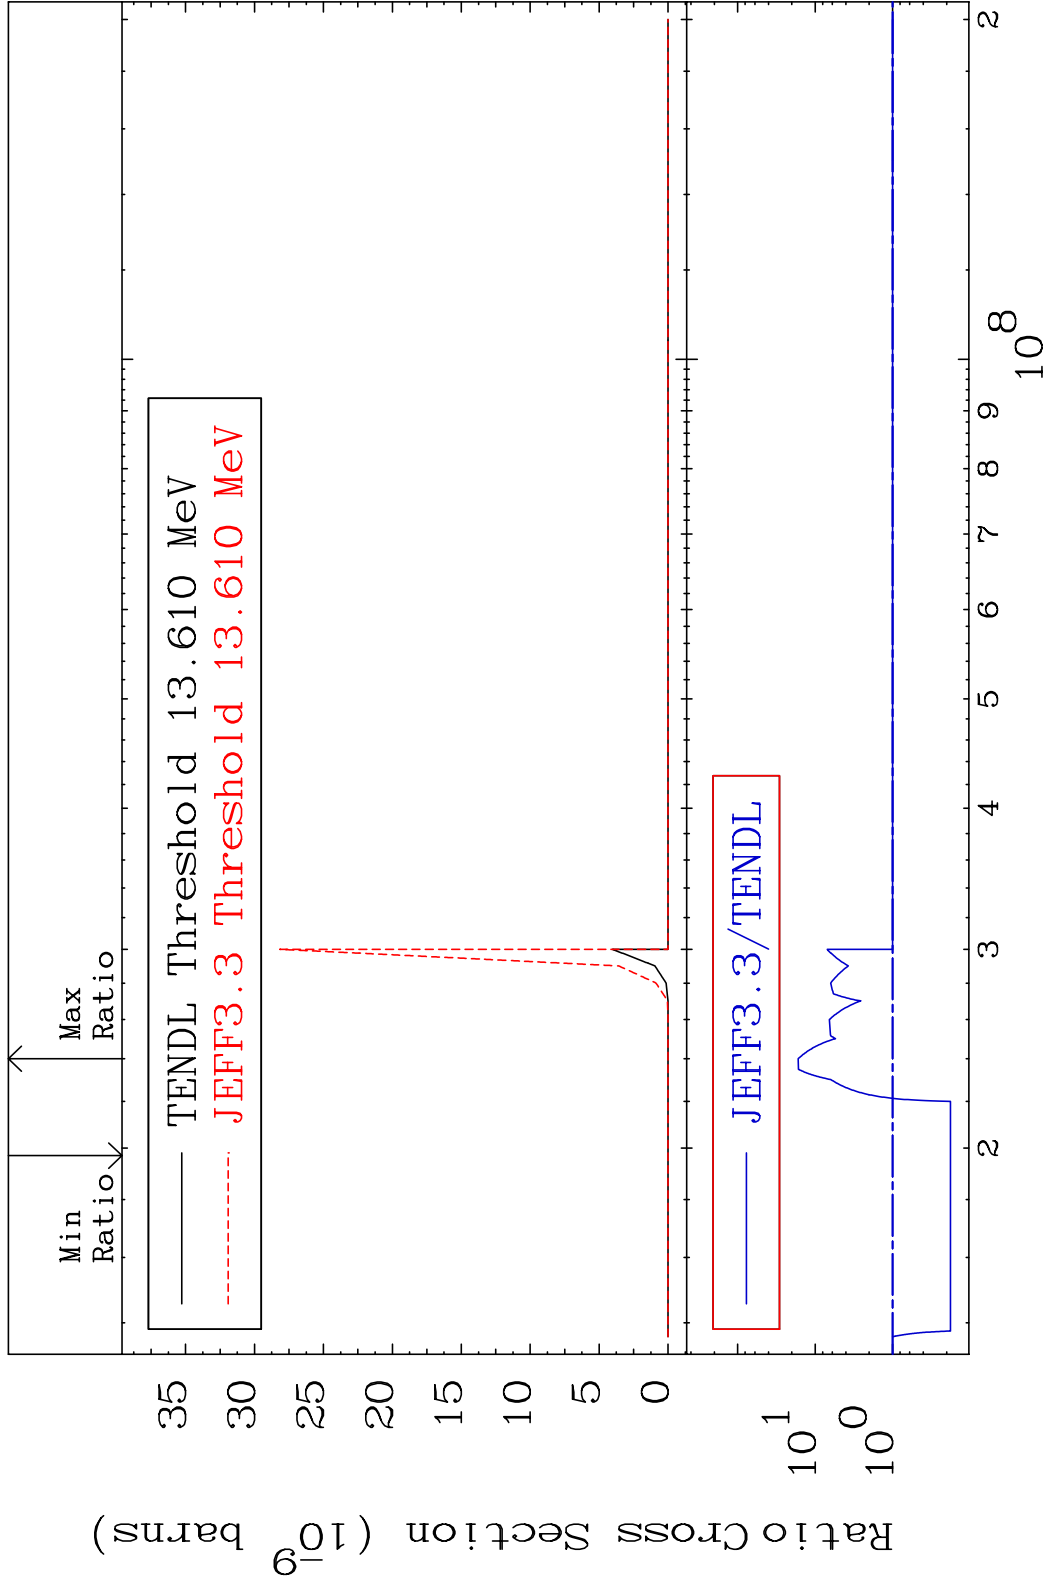 Min
Ratio
Max
Ratio
TENDL Threshold 13.610 MeV
JEFF3.3 Threshold 13.610 MeV
35
30
25
20
15
10
5
0
Cross Section (10-9 barns)
JEFF3.3/TENDL
10 1
10 0
Ratio
2
3
4
5
6
7
8
9
10 8
2